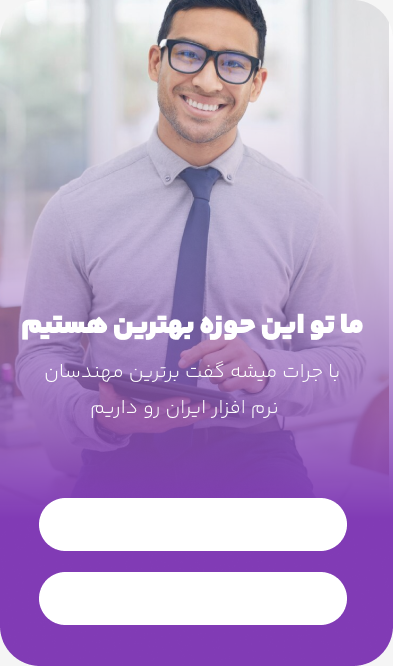 ما تو این حوزه بهترین هستیم
با جرات میشه گفت برترین مهندسان
نرم افزار ایران رو داریم